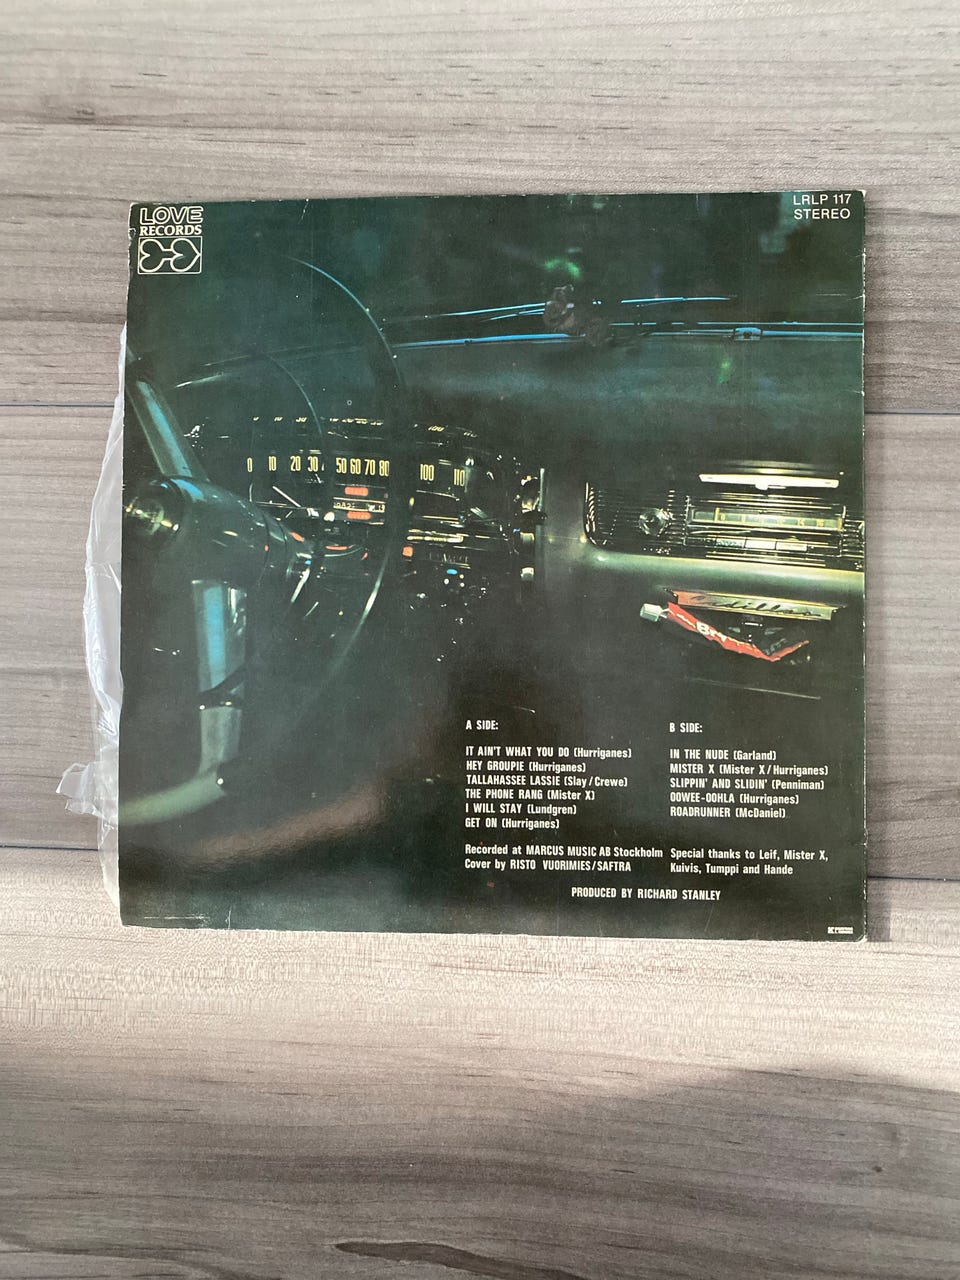 LOVE
RECORDS
LRLP 117
STEREO
0 10 20 30 50 60 70 80 100 110
Cadillac
A SIDE:
IT AIN'T WHAT YOU DO (Hurriganes)
HEY GROUPIE (Hurriganes)
TALLAHASSEE LASSIE (Slay/Crewe)
THE PHONE RANG (Mister X)
I WILL STAY (Lundgren)
GET ON (Hurriganes)
B SIDE:
IN THE NUDE (Garland)
MISTER X (Mister X/Hurriganes)
SLIPPIN' AND SLIDIN' (Penniman)
OOWEE-OOHLA (Hurriganes)
ROADRUNNER (McDaniel)
Recorded at MARCUS MUSIC AB Stockholm
Cover by RISTO VUORIMIES/SAFTRA
Special thanks to Leif, Mister X,
Kuivis, Tumppi and Hande
PRODUCED BY RICHARD STANLEY